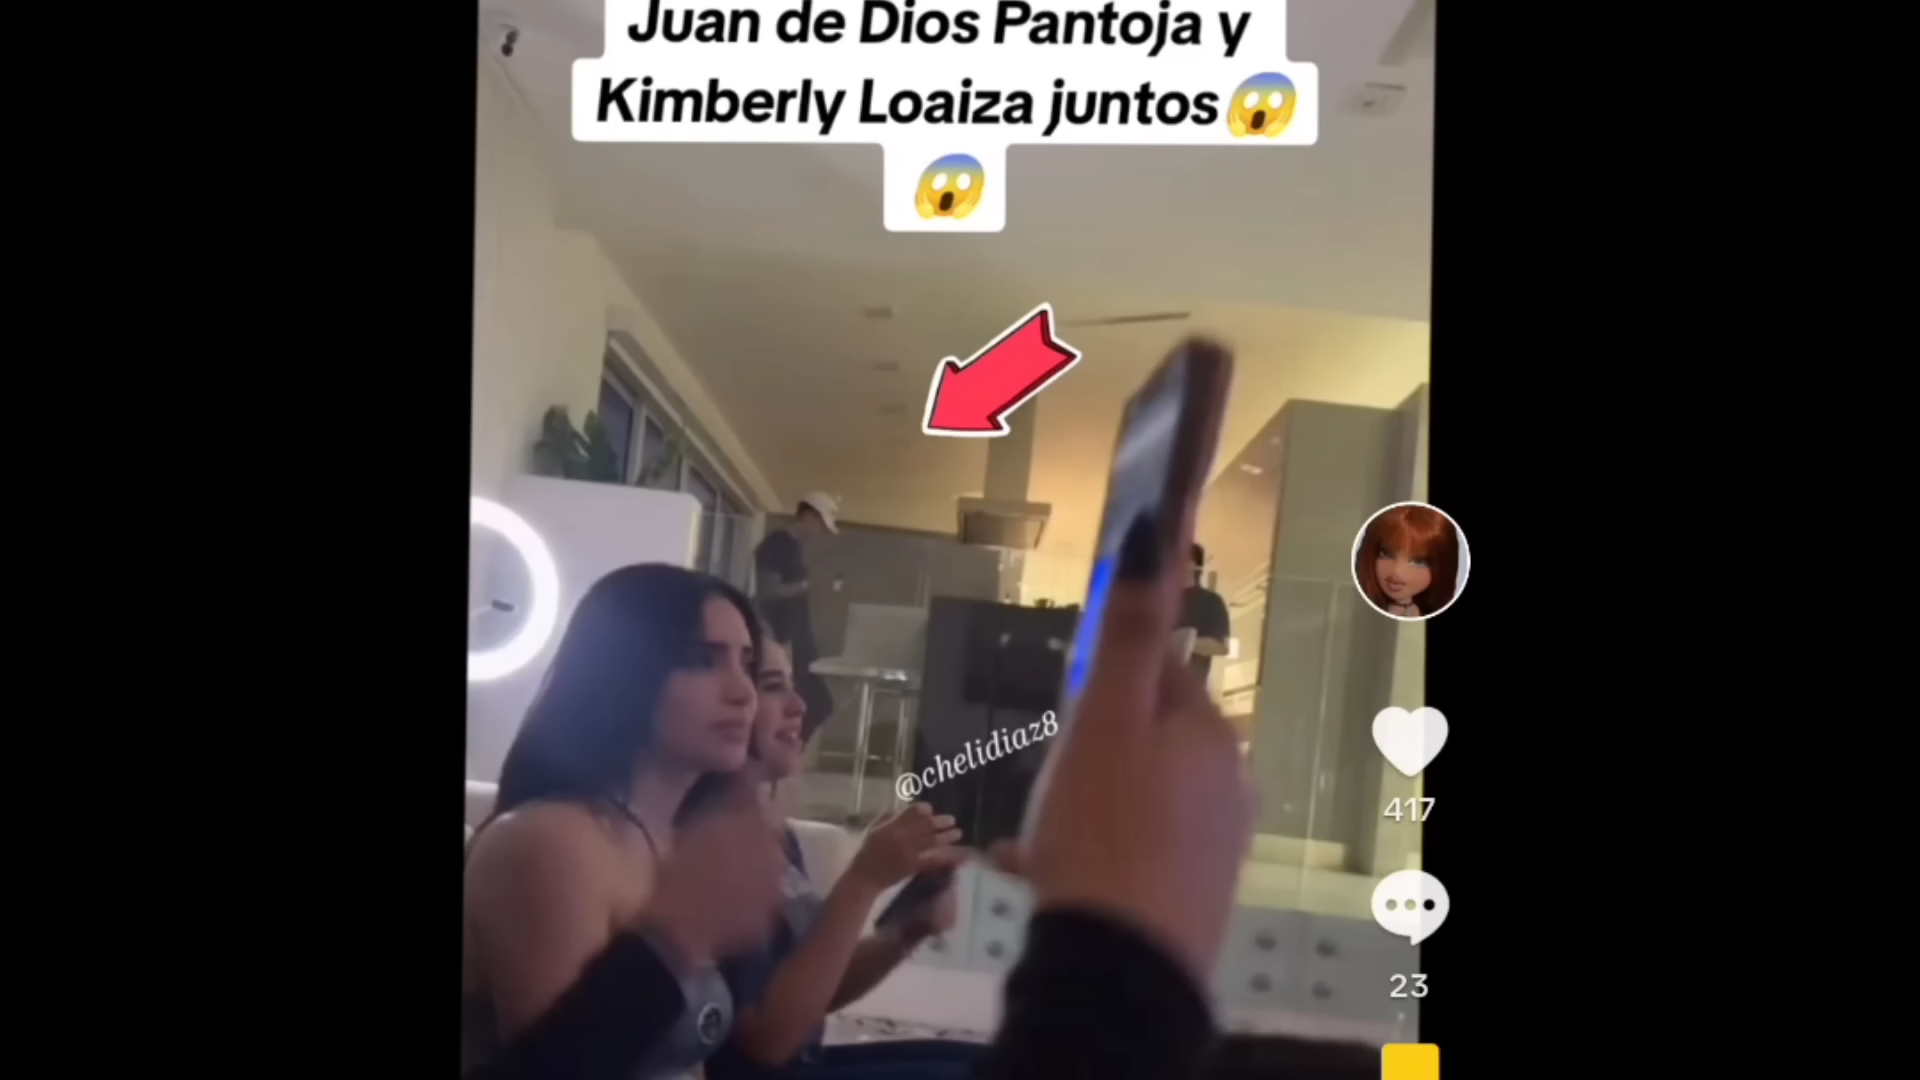 Juan de Dios Pantoja y
Kimberly Loaiza juntos😱
😱
@chelidiaz8
417
23